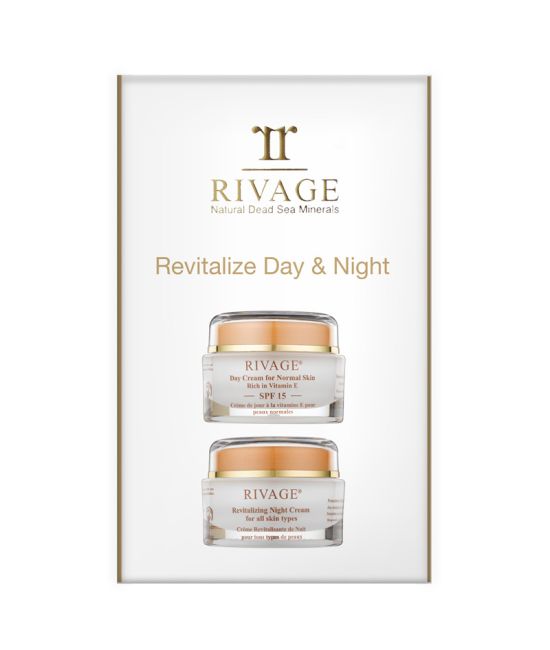 RIVAGE
Natural Dead Sea Minerals
Revitalize Day & Night
RIVAGE®
Day Cream for Normal Skin
Rich in Vitamin E
SPF 15
Crème de jour à la vitamine E pour
peaux normales
RIVAGE®
Revitalizing Night Cream
for all skin types
Crème Revitalisante de Nuit
pour tous types de peaux